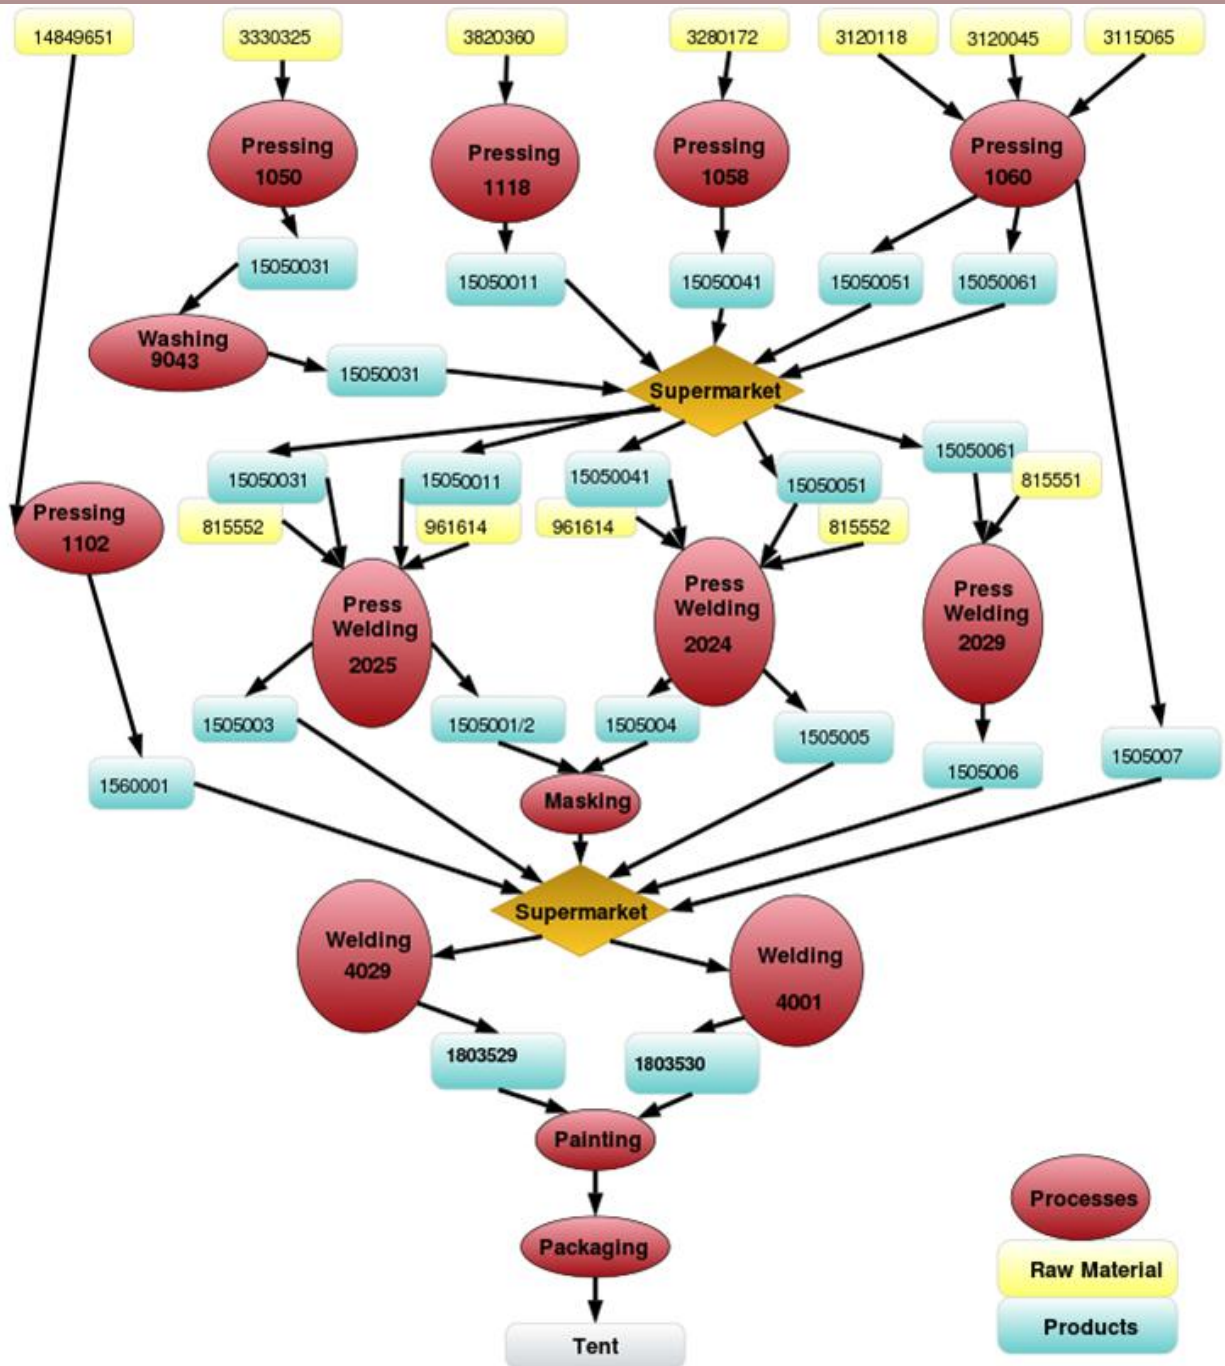 14849651
3330325
3820360
3280172
3120118
3120045
3115065
Pressing
1050
Pressing
1118
Pressing
1058
Pressing
1060
15050031
15050011
15050041
15050051
15050061
Washing
9043
15050031
Supermarket
15050031
815552
15050011
961614
15050041
961614
15050051
815552
15050061
815551
Pressing
1102
Press
Welding
2025
Press
Welding
2024
Press
Welding
2029
1505003
1505001/2
1505004
1505005
1505006
1505007
1560001
Masking
Supermarket
Welding
4029
Welding
4001
1803529
1803530
Painting
Packaging
Tent
Processes
Raw Material
Products